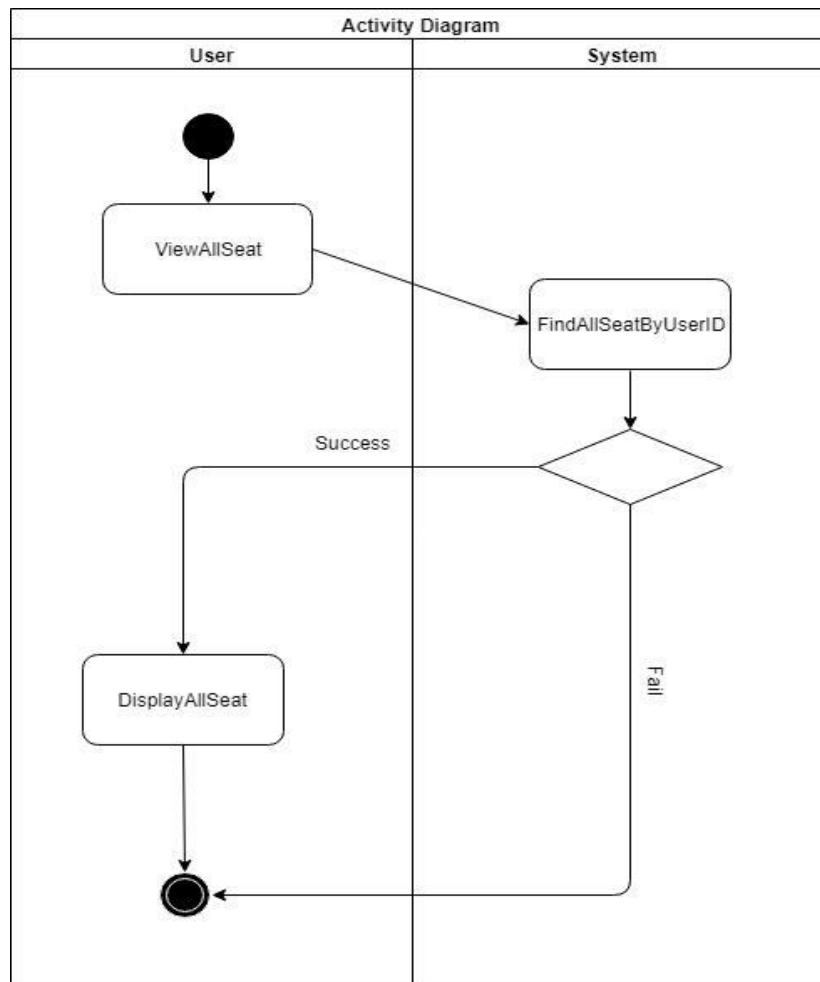 Activity Diagram
User
System
ViewAllSeat
FindAllSeatByUserID
Success
Fail
DisplayAllSeat